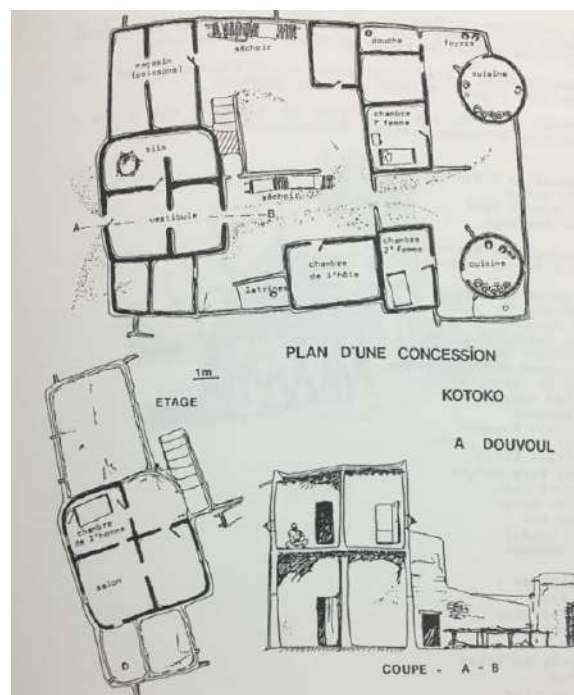 séchoir
douche
foyers
magasin
(poissons)
cuisine
chambre
1e femme
silo
séchoir
A
vestibule
B
chambre
2e femme
chambre
de l'hôte
cuisine
latrines
PLAN D'UNE CONCESSION
1m
KOTOKO
ETAGE
A DOUVOUL
chambre
de l'homme
salon
COUPE - A - B